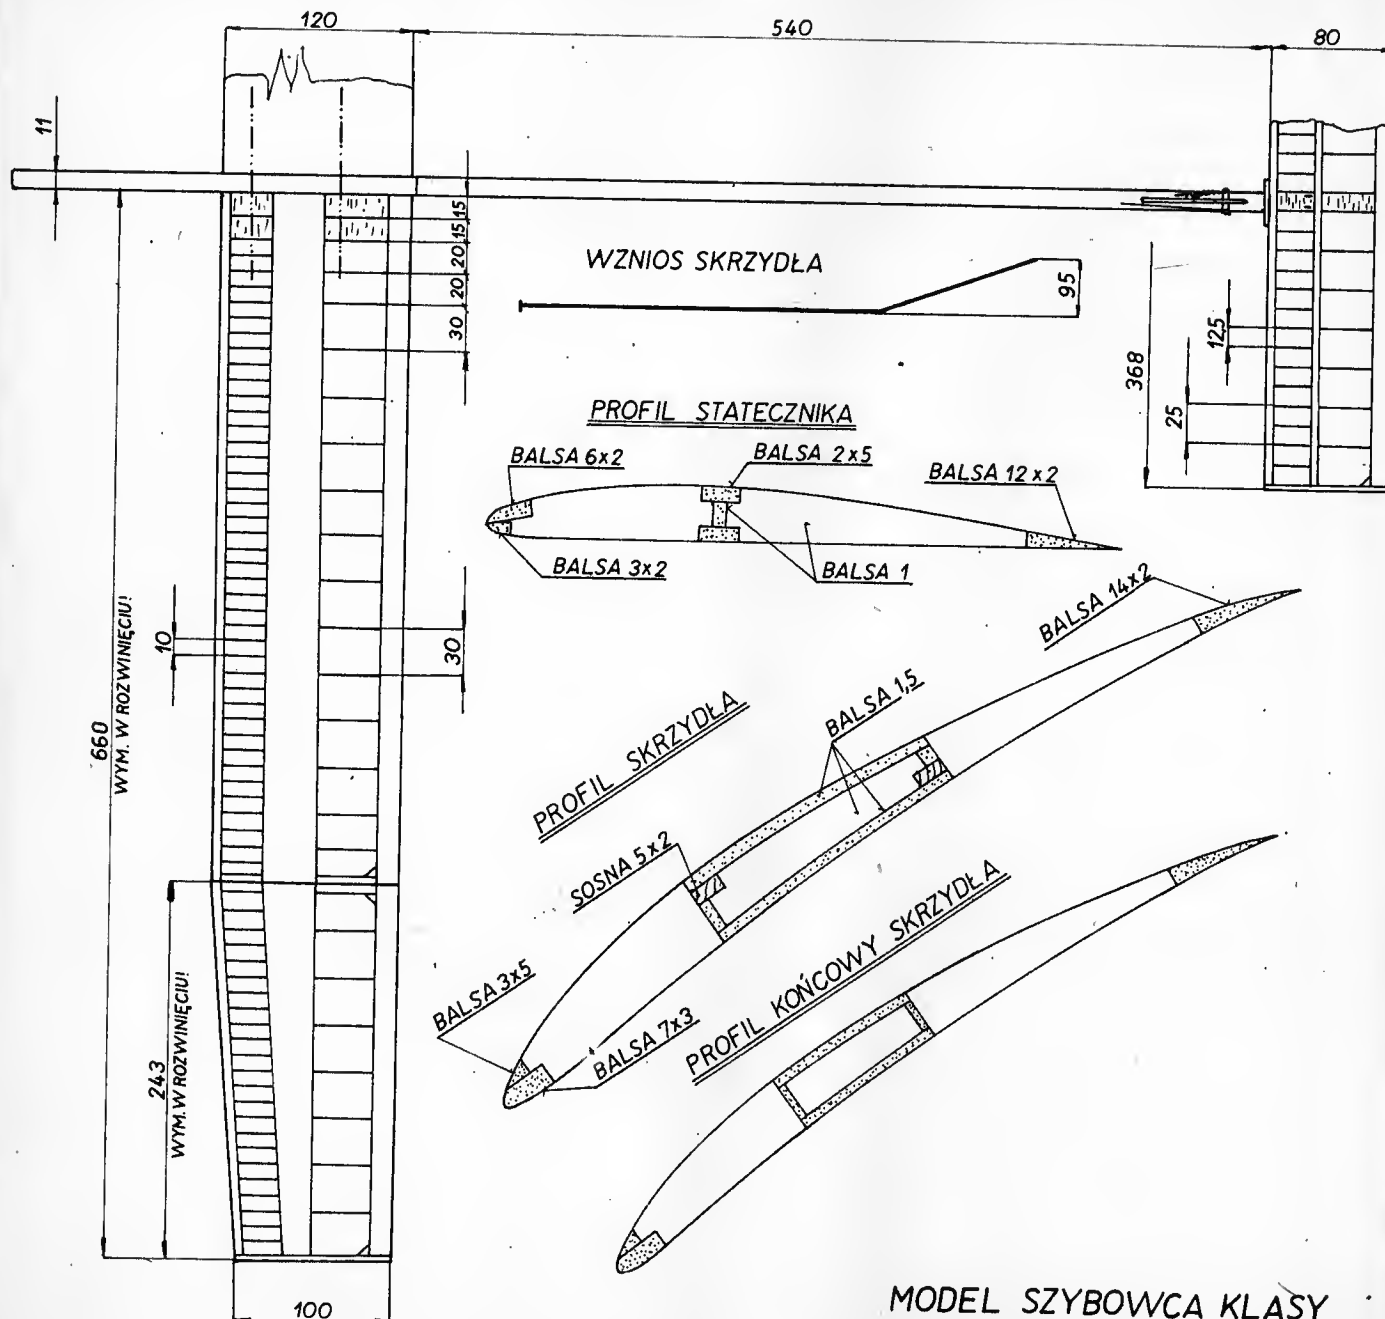 120
540
80
11
15
15
20
20
30
WZNIOS SKRZYDŁA
95
368
12,5
25
PROFIL STATECZNIKA
BALSA 6x2
BALSA 2x5
BALSA 12x2
BALSA 3x2
BALSA 1
10
30
660
WYM. W ROZWINIĘCIU!
BALSA 14x2
PROFIL SKRZYDŁA
BALSA 1,5
SOSNA 5x2
BALSA 3x5
BALSA 7x3
PROFIL KOŃCOWY SKRZYDŁA
243
WYM. W ROZWINIĘCIU!
100
MODEL SZYBOWCA KLASY